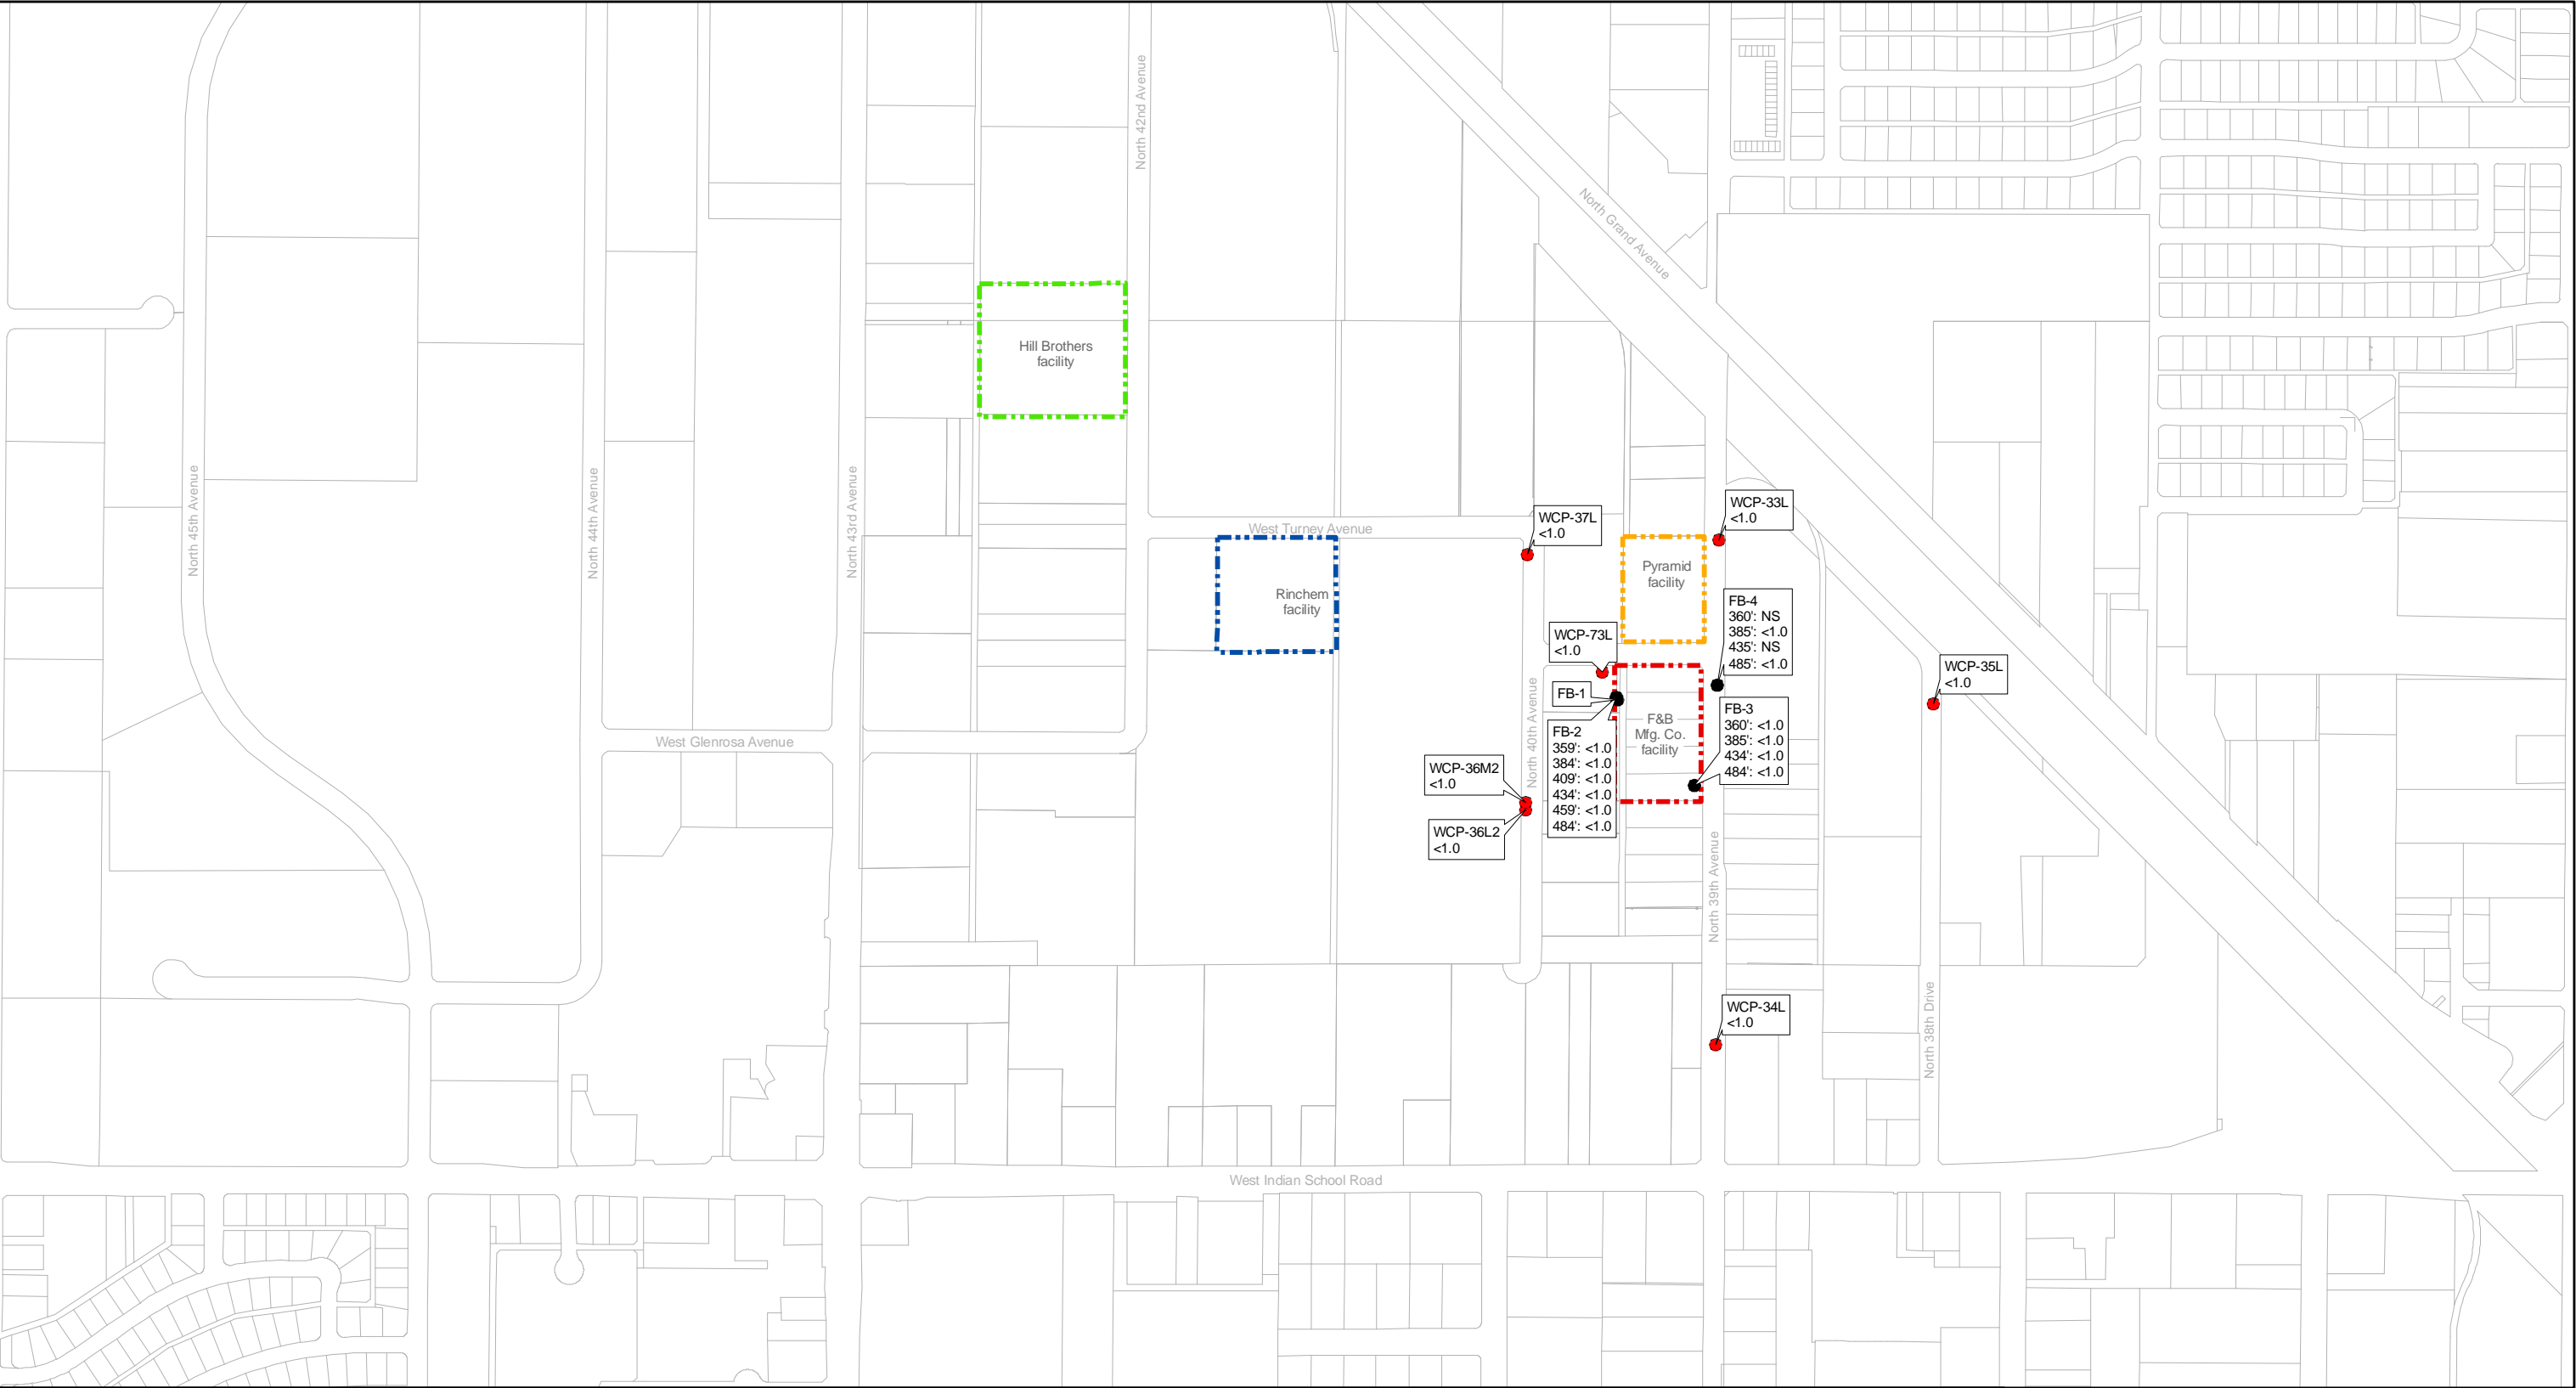 North 42nd Avenue
North Grand Avenue
Hill Brothers
facility
North 45th Avenue
North 44th Avenue
North 43rd Avenue
West Turney Avenue
WCP-37L
<1.0
WCP-33L
<1.0
Rinchem
facility
Pyramid
facility
FB-4
360': NS
385': <1.0
435': NS
485': <1.0
WCP-73L
<1.0
WCP-35L
<1.0
FB-1
North 40th Avenue
F&B
Mfg. Co.
facility
FB-3
360': <1.0
385': <1.0
434': <1.0
484': <1.0
FB-2
359': <1.0
384': <1.0
409': <1.0
434': <1.0
459': <1.0
484': <1.0
West Glenrosa Avenue
WCP-36M2
<1.0
WCP-36L2
<1.0
North 39th Avenue
WCP-34L
<1.0
North 38th Drive
West Indian School Road